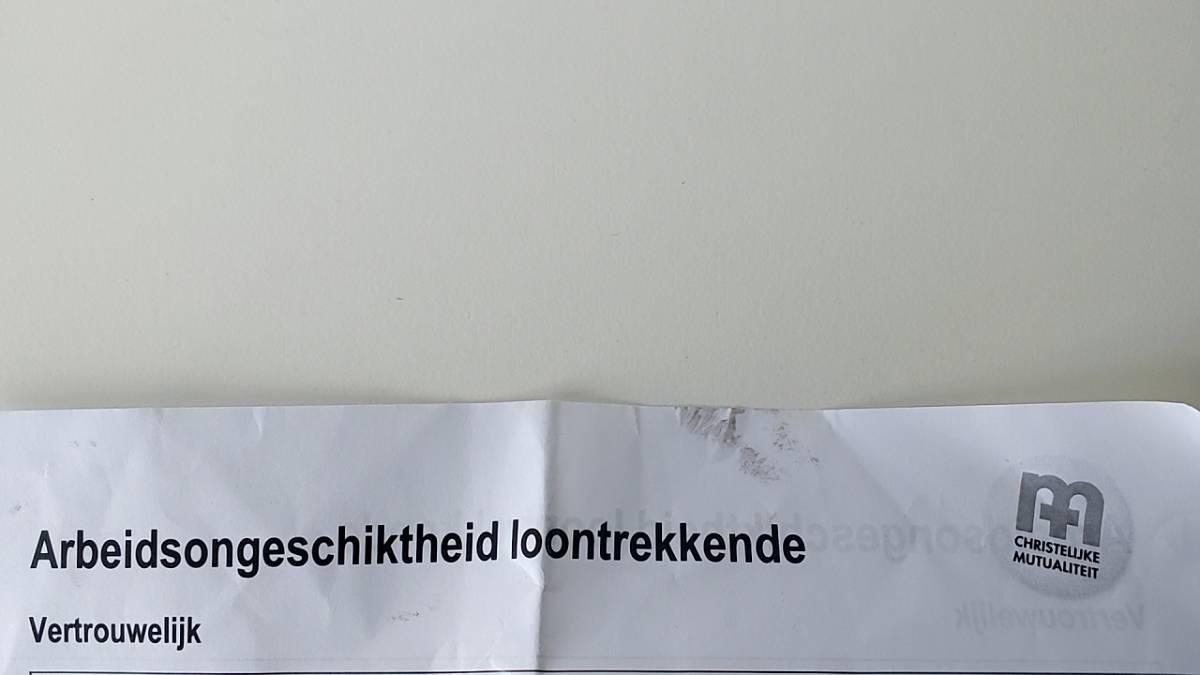 Arbeidsongeschiktheid loontrekkende
CHRISTELIJKE
MUTUALITEIT
Vertrouwelijk